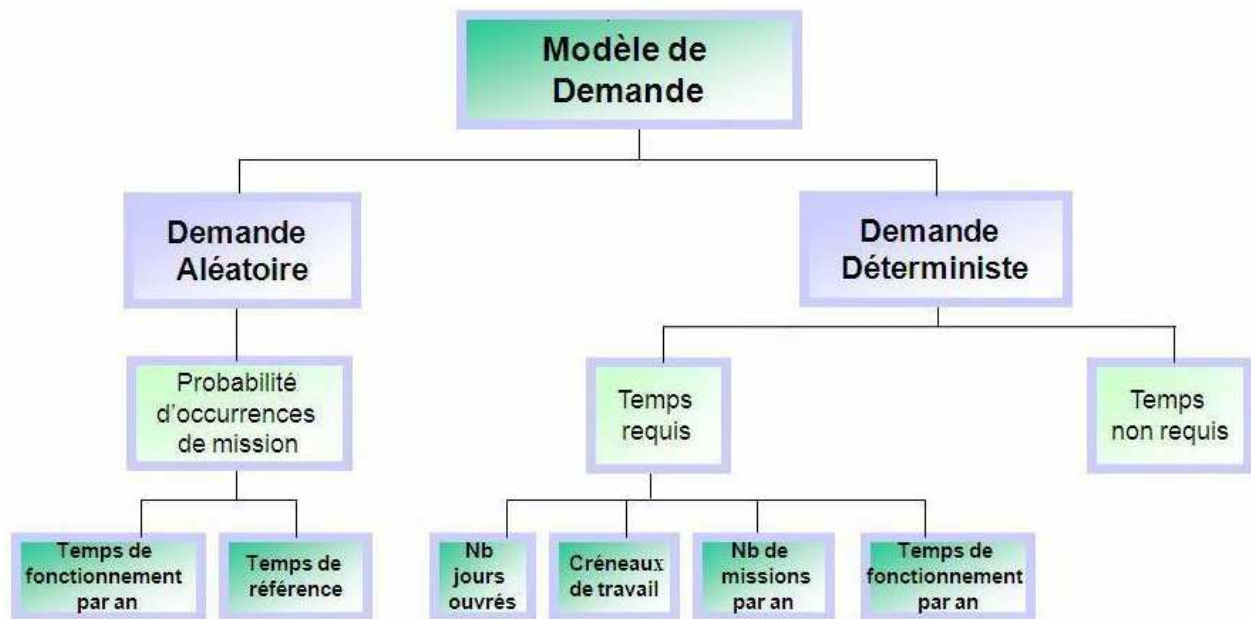 Modèle de
Demande
Demande
Aléatoire
Demande
Déterministe
Probabilité
d'occurrences
de mission
Temps
requis
Temps
non requis
Temps de
fonctionnement
par an
Temps de
référence
Nb
jours
ouvrés
Créneaux
de travail
Nb de
missions
par an
Temps de
fonctionnement
par an